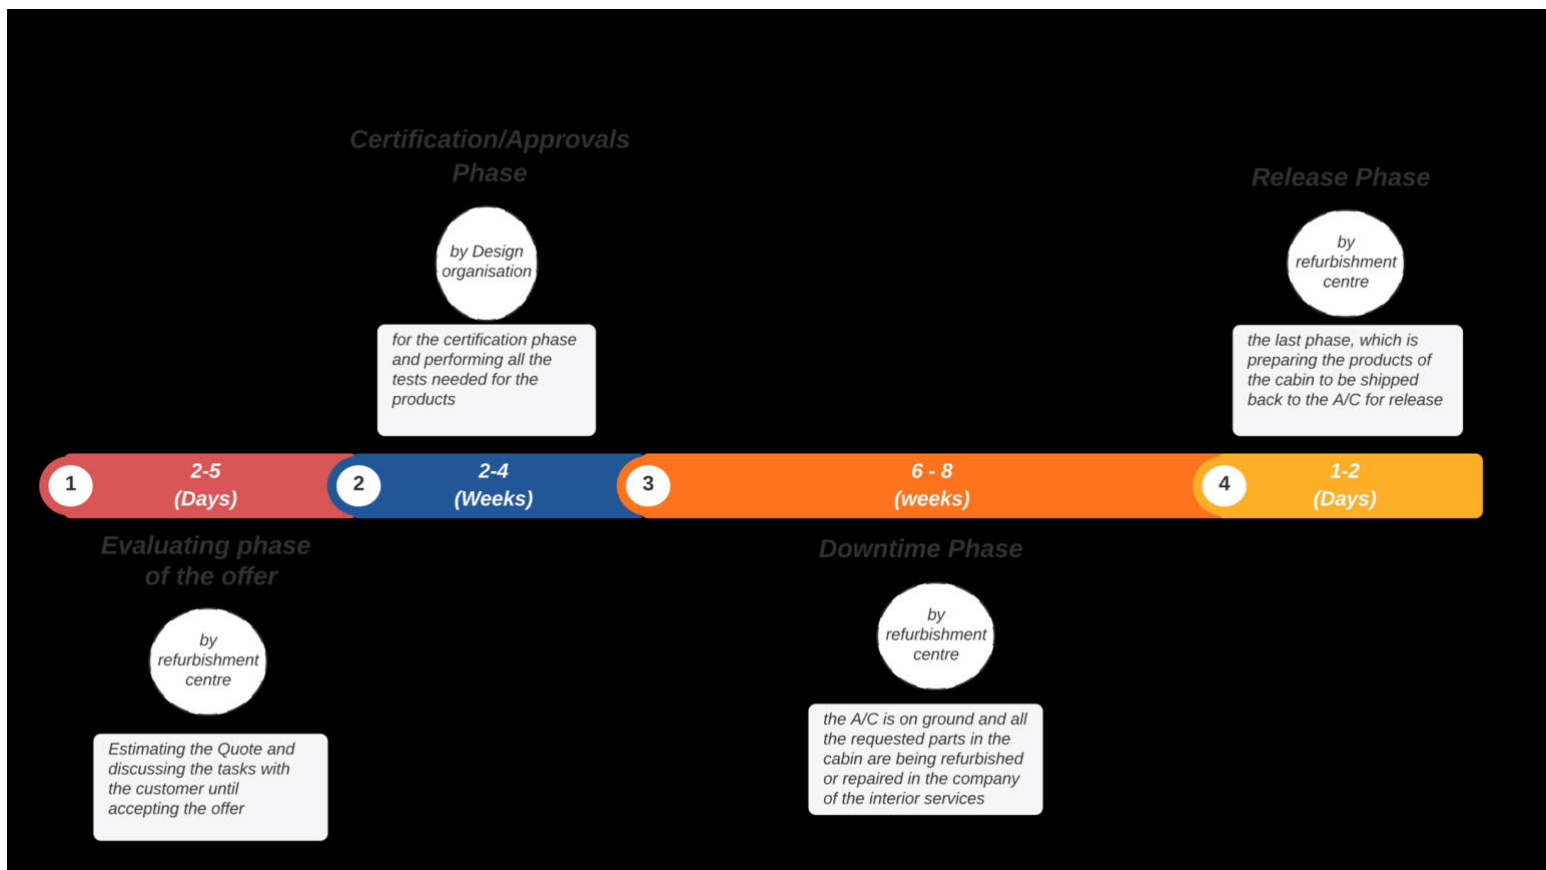 Certification/Approvals
Phase
by Design
organisation
for the certification phase
and performing all the
tests needed for the
products
Release Phase
by
refurbishment
centre
the last phase, which is
preparing the products of
the cabin to be shipped
back to the A/C for release
1
2-5
(Days)
2
2-4
(Weeks)
3
6 - 8
(weeks)
4
1-2
(Days)
Evaluating phase
of the offer
by
refurbishment
centre
Estimating the Quote and
discussing the tasks with
the customer until
accepting the offer
Downtime Phase
by
refurbishment
centre
the A/C is on ground and all
the requested parts in the
cabin are being refurbished
or repaired in the company
of the interior services